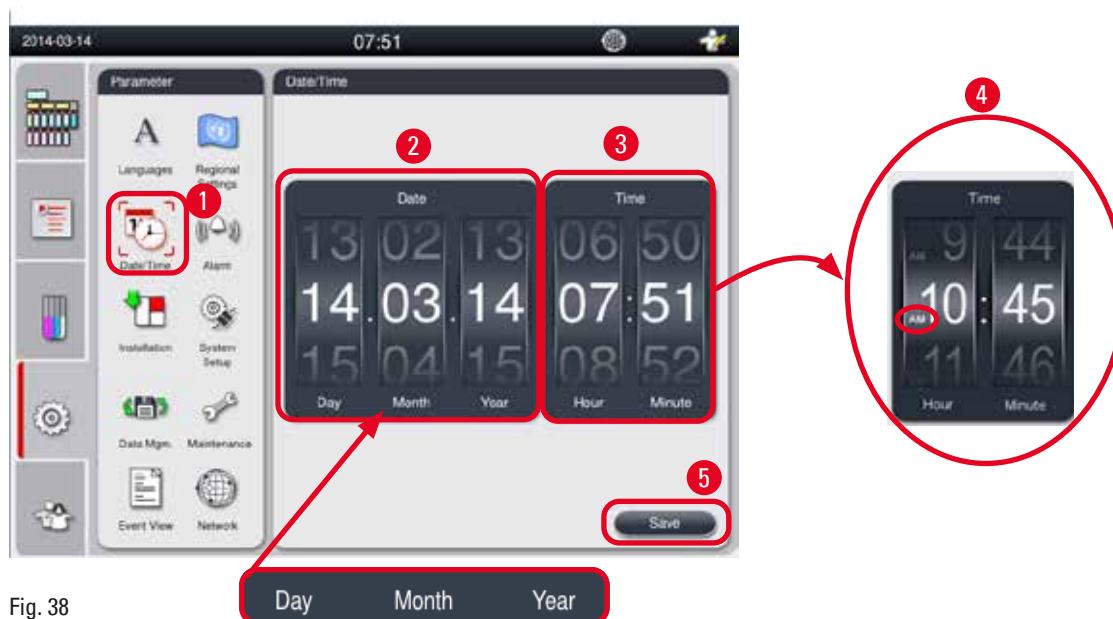 2014-03-14 07:51
Parameter
Date/Time
4
A
Languages
Regional
Settings
1
Date/Time
Alarm
Installation
System
Setup
Data Mgm.
Maintenance
Event View
Network
2
Date
13 02 13
14.03.14
15 04 15
Day Month Year
3
Time
06 50
07:51
08 52
Hour Minute
Time
AM 9 44
AM 10:45
11 46
Hour Minute
5
Save
Day Month Year
Fig. 38